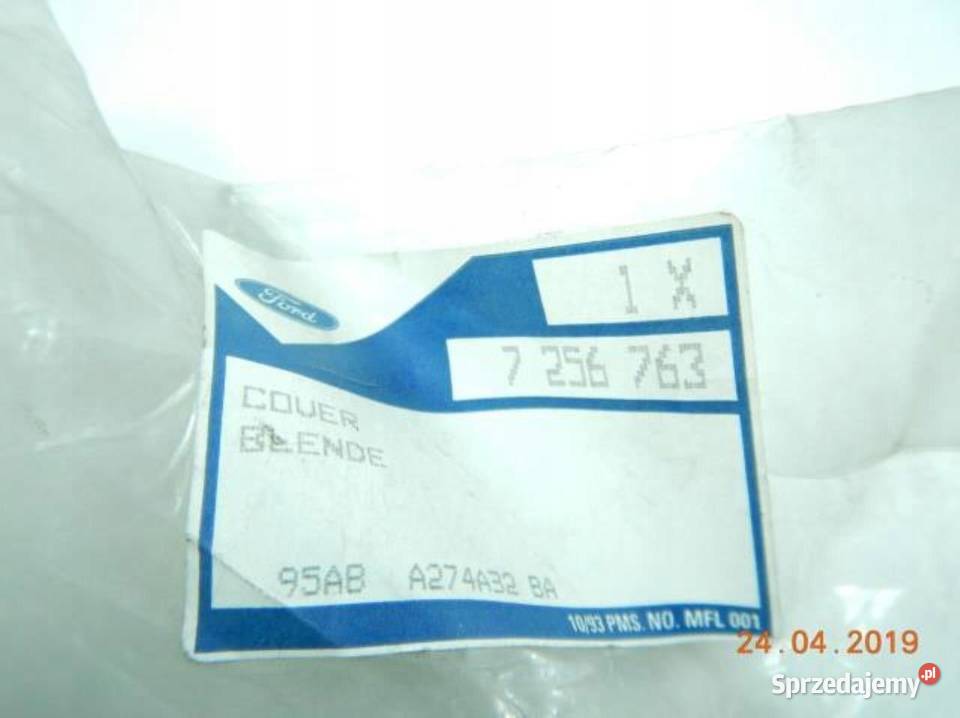 Ford
1 X
7 256 763
COVER
BLENDE
95AB A274A32 BA
10/93 PMS. NO. MFL 001
24.04.2019
Sprzedajemy.pl